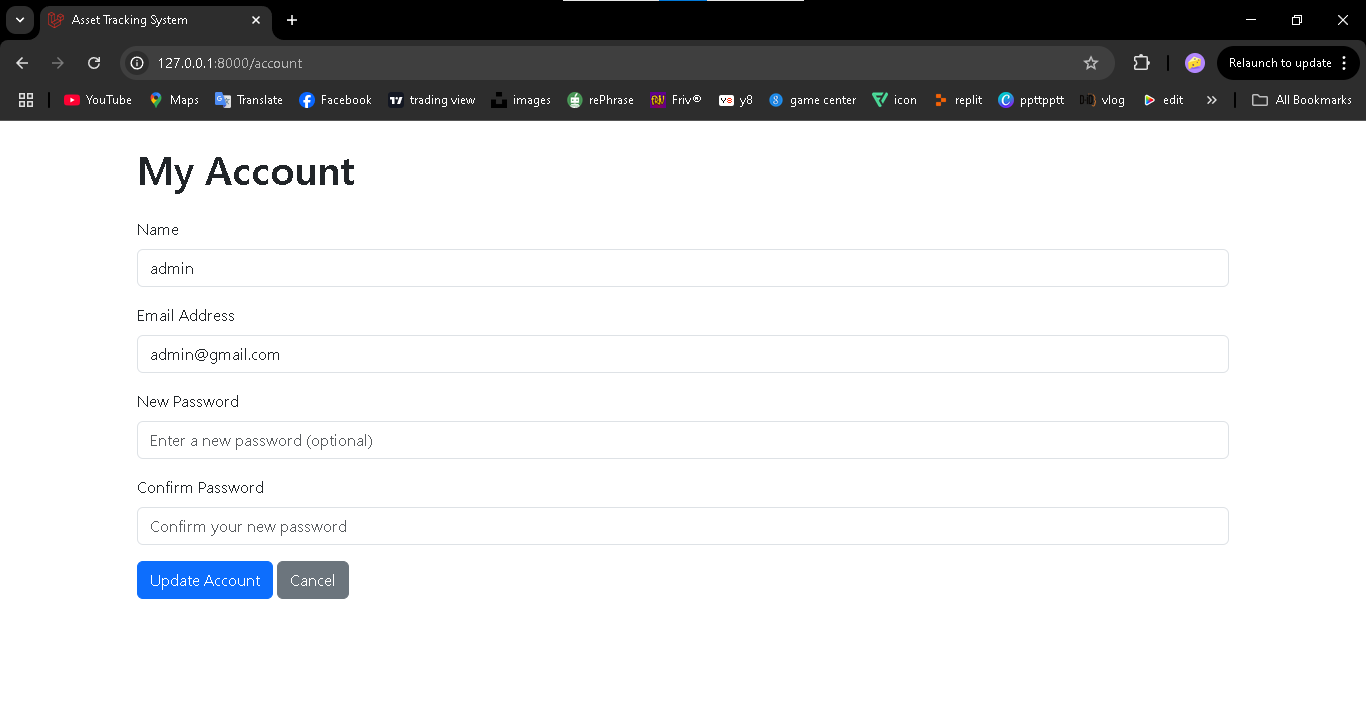 Asset Tracking System
127.0.0.1:8000/account
Relaunch to update
YouTube Maps Translate Facebook trading view images rePhrase Friv® y8 game center icon replit ppttpptt vlog edit » All Bookmarks
My Account
Name
admin
Email Address
admin@gmail.com
New Password
Enter a new password (optional)
Confirm Password
Confirm your new password
Update Account Cancel